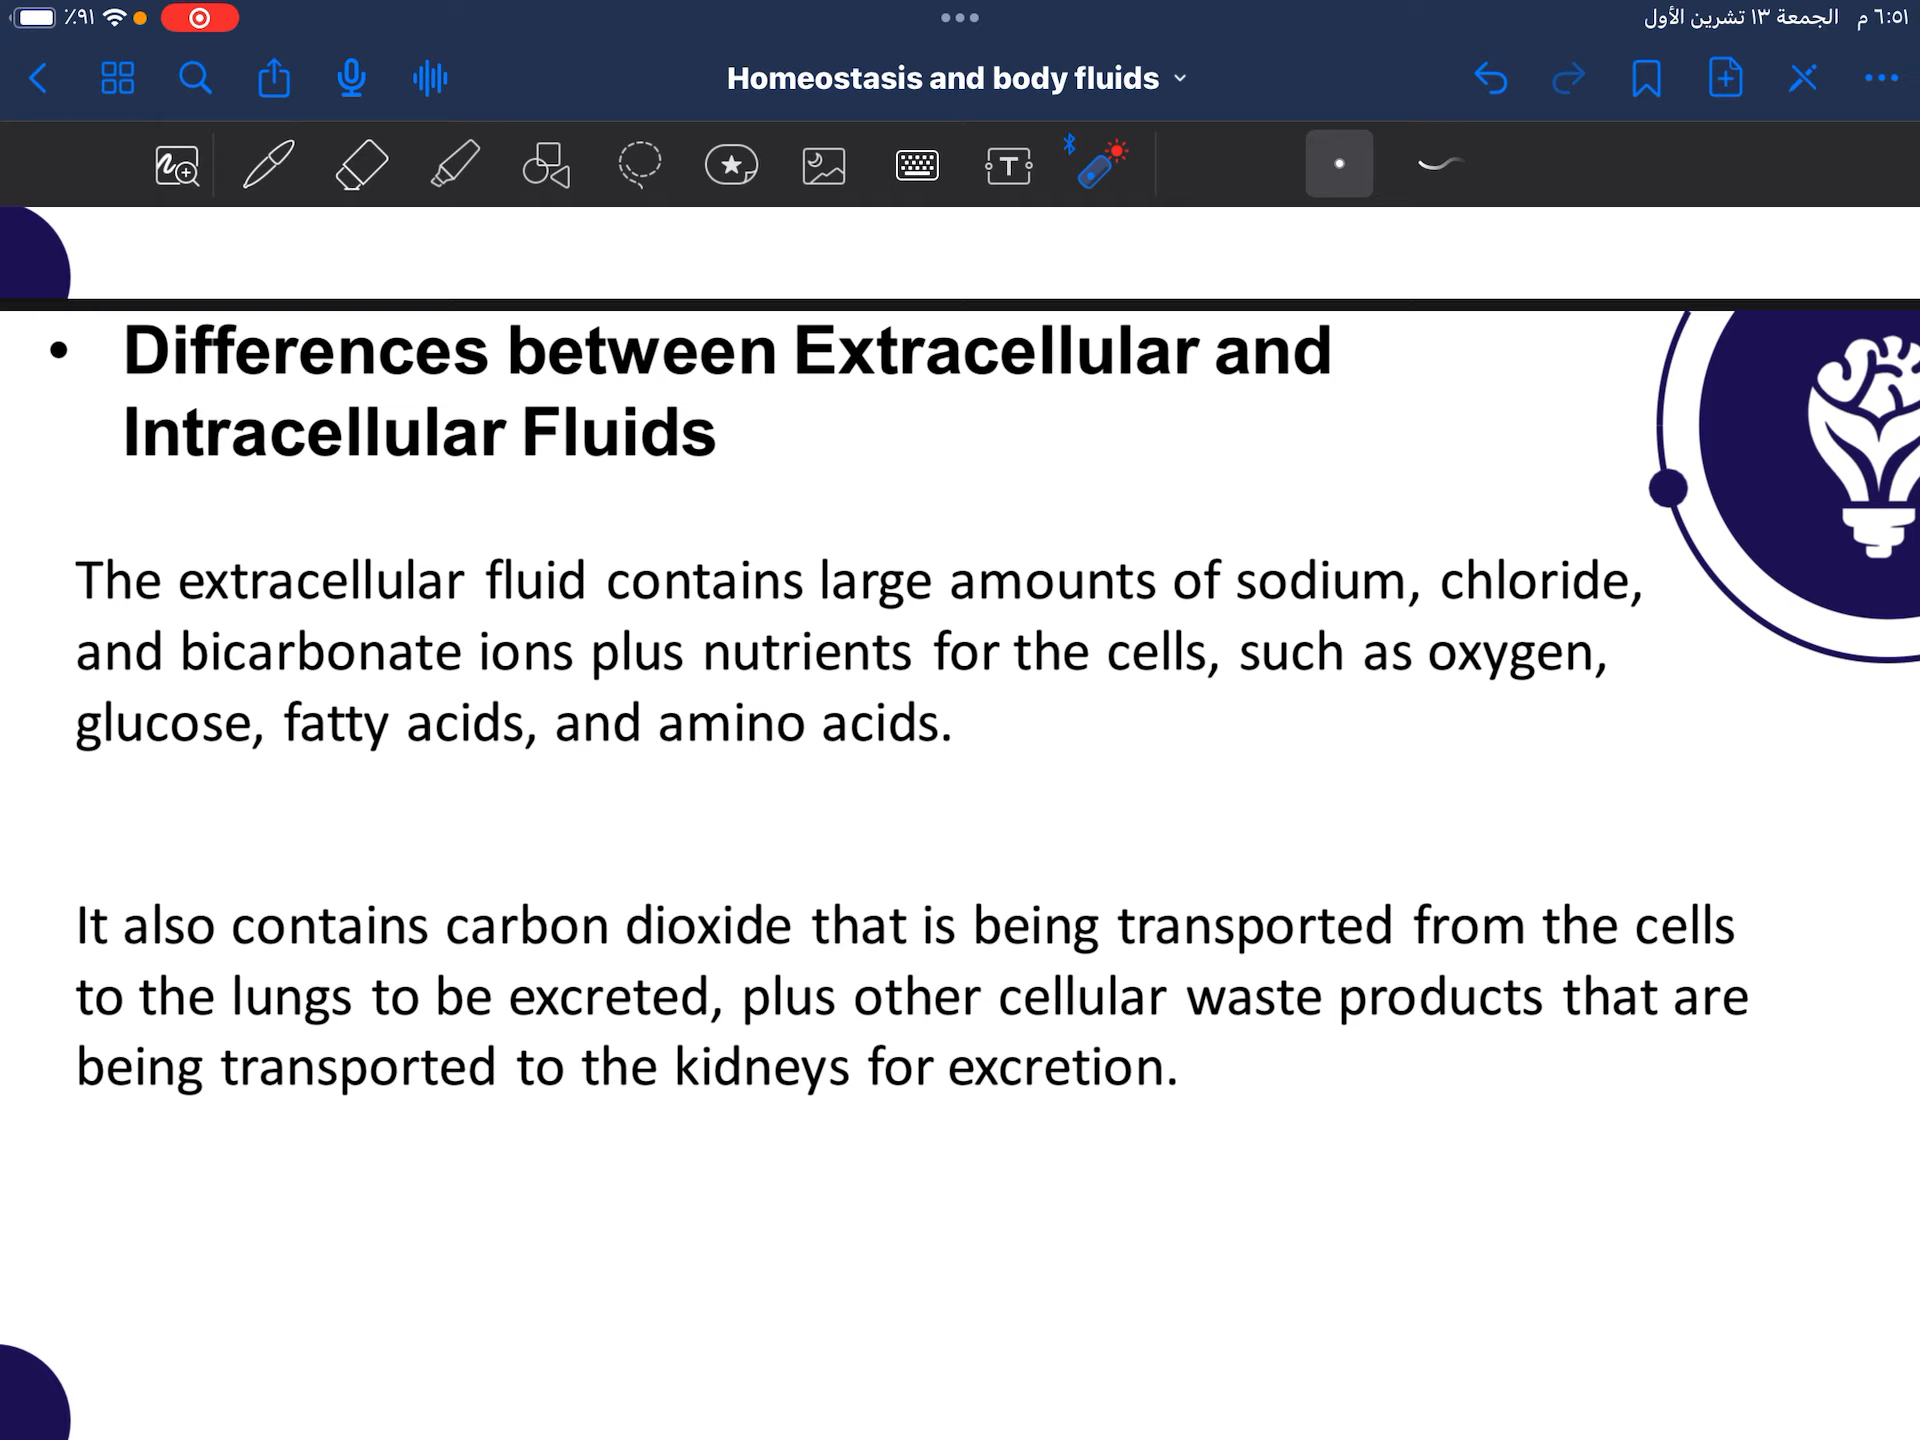 ٪٩١
الجمعة ١٣ تشرين الأول ٦:٥١ م
Homeostasis and body fluids
T
• Differences between Extracellular and
Intracellular Fluids
The extracellular fluid contains large amounts of sodium, chloride,
and bicarbonate ions plus nutrients for the cells, such as oxygen,
glucose, fatty acids, and amino acids.
It also contains carbon dioxide that is being transported from the cells
to the lungs to be excreted, plus other cellular waste products that are
being transported to the kidneys for excretion.